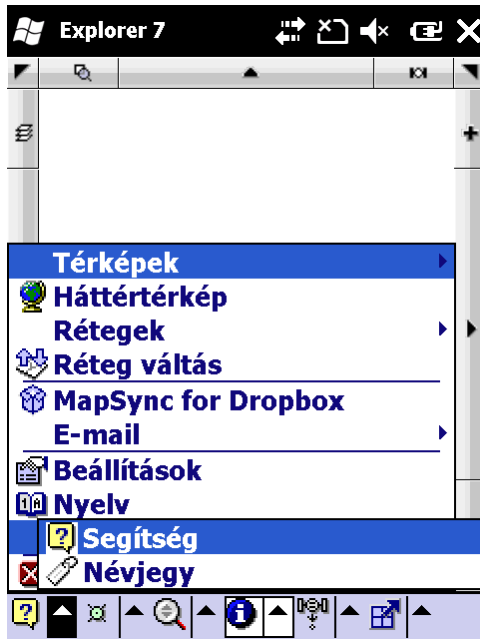 Explorer 7
Térképek
Háttértérkép
Rétegek
Réteg váltás
MapSync for Dropbox
E-mail
Beállítások
Nyelv
Segítség
Névjegy